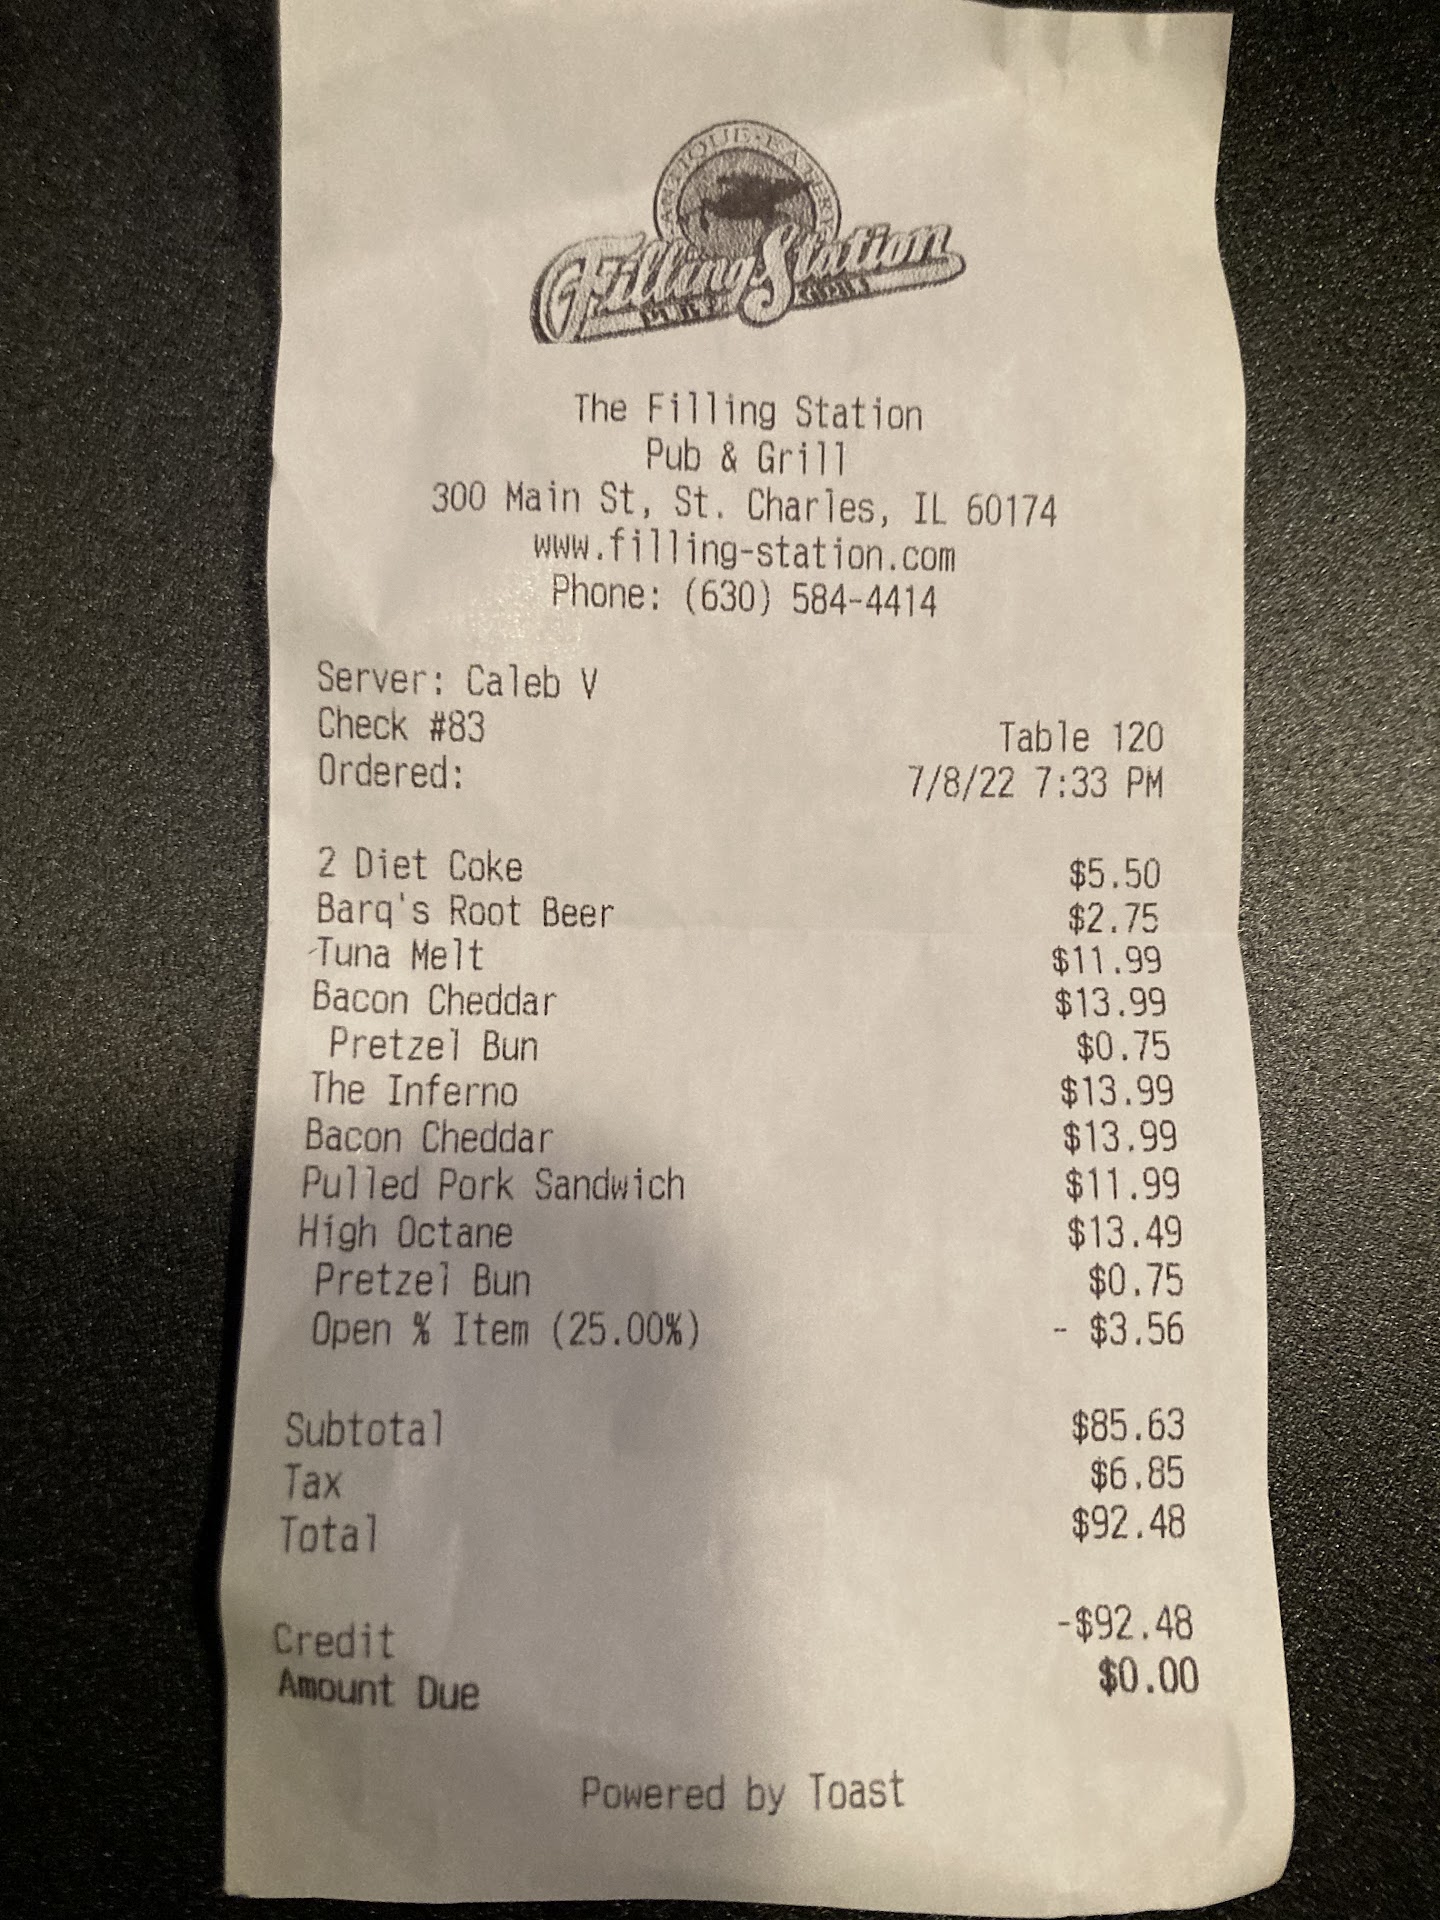 ANTIQUE · EATERY
Filling Station
PUB & GRILL
The Filling Station
Pub & Grill
300 Main St, St. Charles, IL 60174
www.filling-station.com
Phone: (630) 584-4414
Server: Caleb V
Check #83 Table 120
Ordered: 7/8/22 7:33 PM
2 Diet Coke $5.50
Barq's Root Beer $2.75
Tuna Melt $11.99
Bacon Cheddar $13.99
Pretzel Bun $0.75
The Inferno $13.99
Bacon Cheddar $13.99
Pulled Pork Sandwich $11.99
High Octane $13.49
Pretzel Bun $0.75
Open % Item (25.00%) - $3.56
Subtotal $85.63
Tax $6.85
Total $92.48
Credit -$92.48
Amount Due $0.00
Powered by Toast